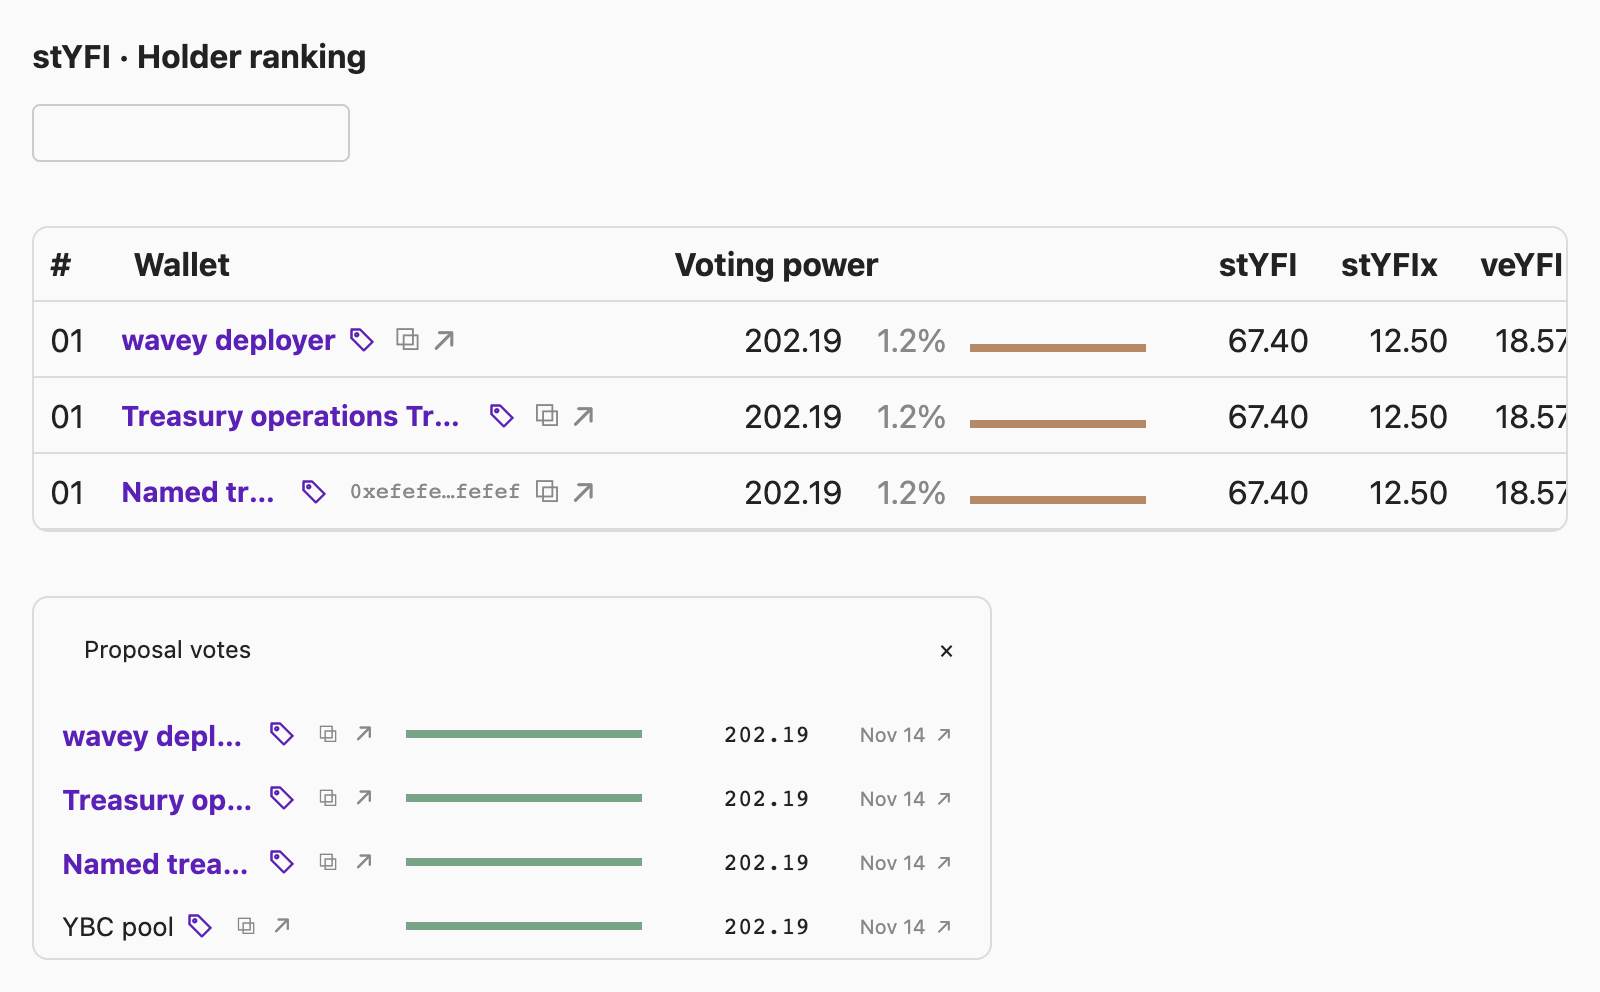 stYFI · Holder ranking
# Wallet Voting power stYFI stYFIx veYFI
01 wavey deployer 202.19 1.2% 67.40 12.50 18.57
01 Treasury operations Tr... 202.19 1.2% 67.40 12.50 18.57
01 Named tr... 0xefefe…fefef 202.19 1.2% 67.40 12.50 18.57
Proposal votes ×
wavey depl... 202.19 Nov 14
Treasury op... 202.19 Nov 14
Named trea... 202.19 Nov 14
YBC pool 202.19 Nov 14